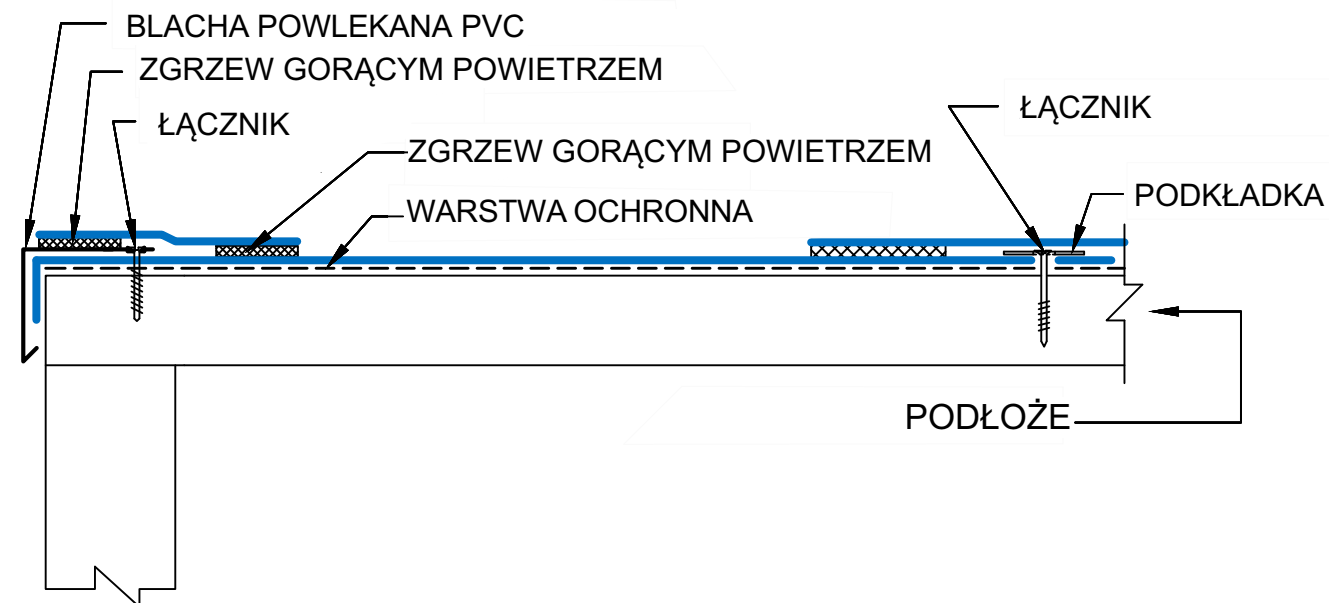 BLACHA POWLEKANA PVC
ZGRZEW GORĄCYM POWIETRZEM
ŁĄCZNIK
ŁĄCZNIK
ZGRZEW GORĄCYM POWIETRZEM
PODKŁADKA
WARSTWA OCHRONNA
PODŁOŻE